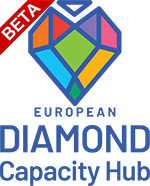 BETA
EUROPEAN
DIAMOND
Capacity Hub